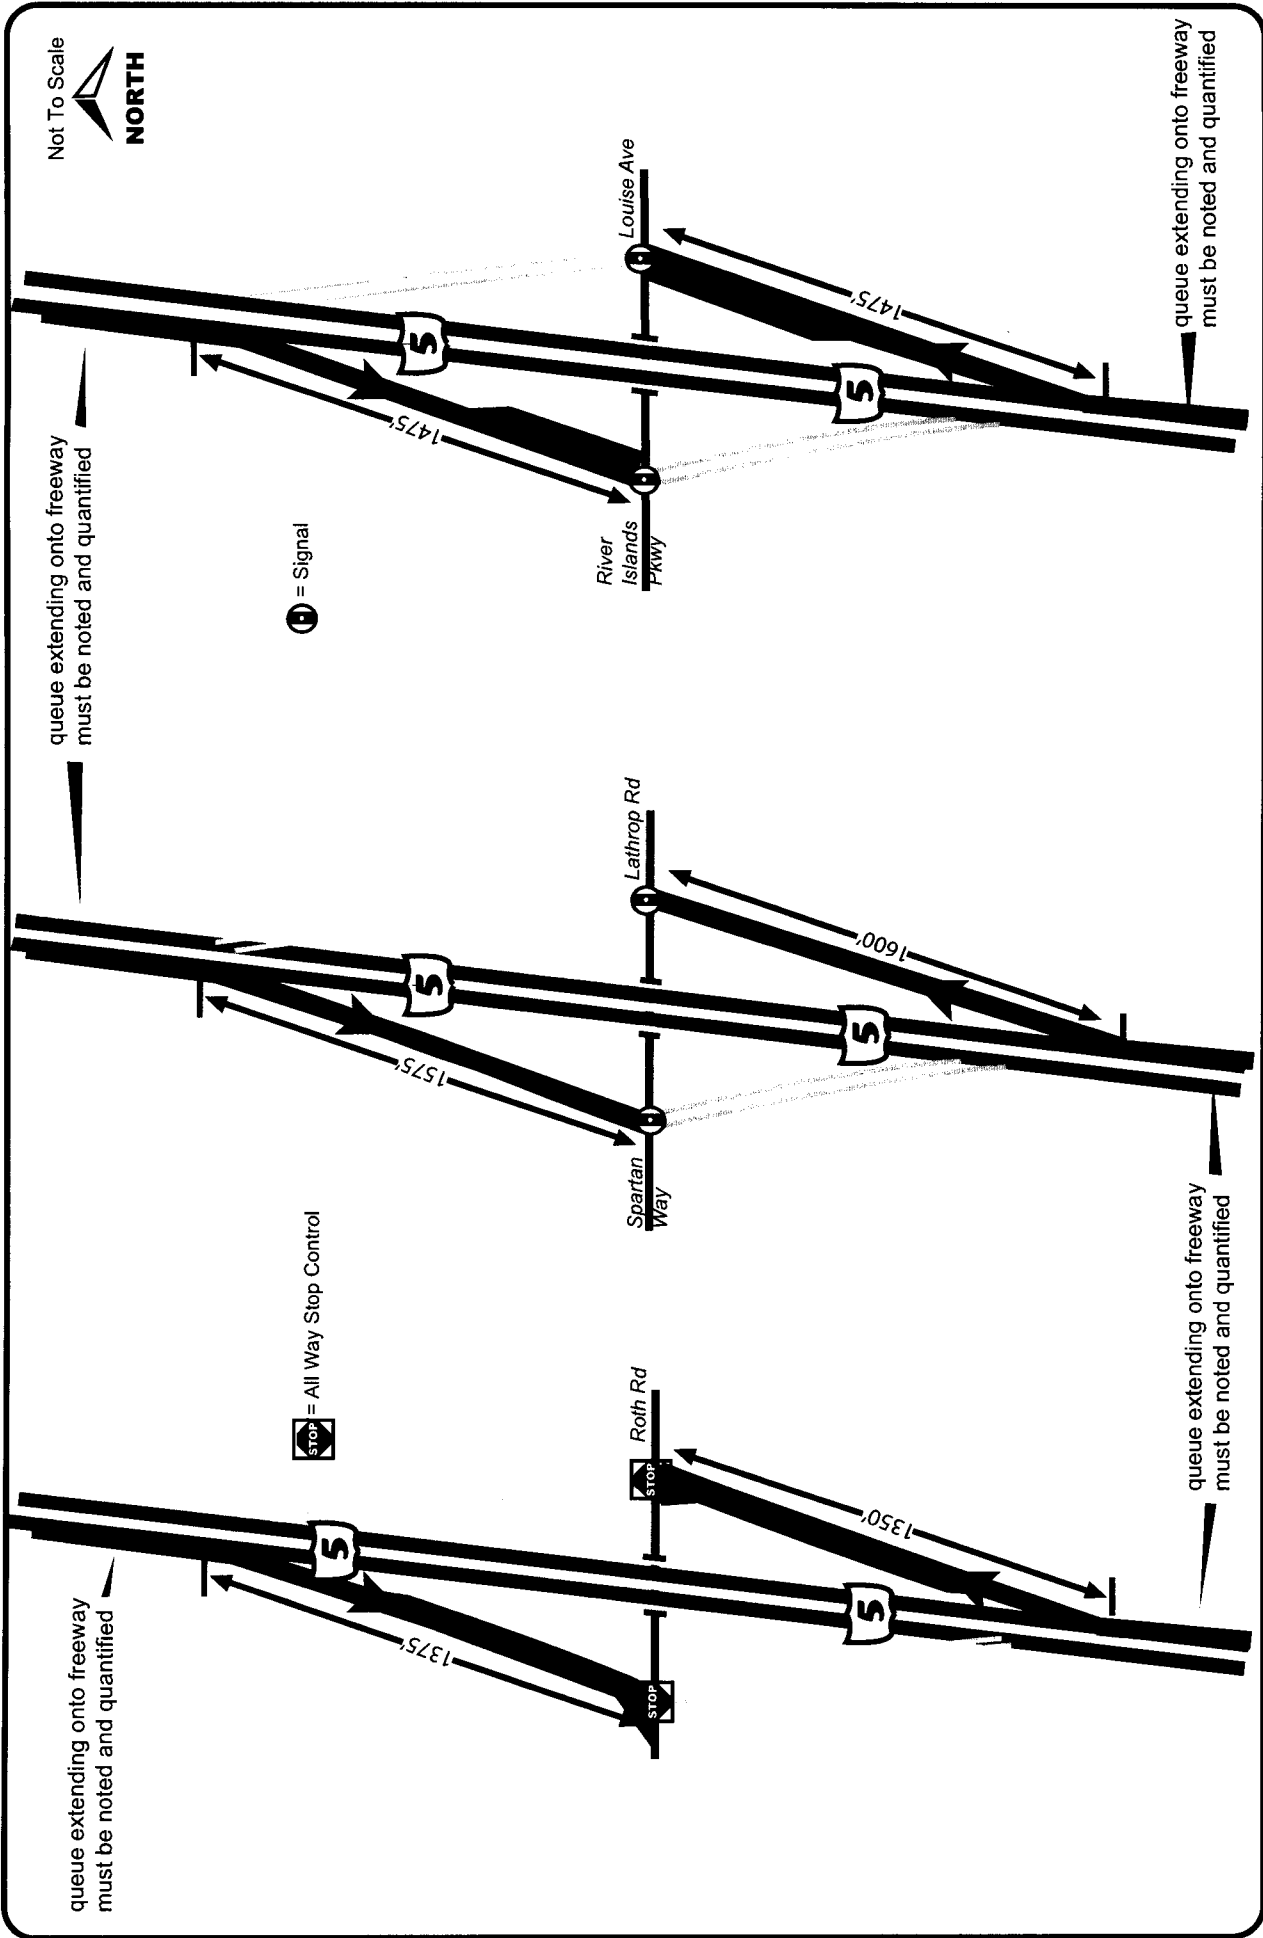 queue extending onto freeway
must be noted and quantified
queue extending onto freeway
must be noted and quantified
Not To Scale
NORTH
STOP
= All Way Stop Control
= Signal
5
5
5
1375'
1575'
1475'
Roth Rd
STOP
STOP
Spartan
Way
Lathrop Rd
River
Islands
Pkwy
Louise Ave
5
5
5
1350'
1600'
1475'
queue extending onto freeway
must be noted and quantified
queue extending onto freeway
must be noted and quantified